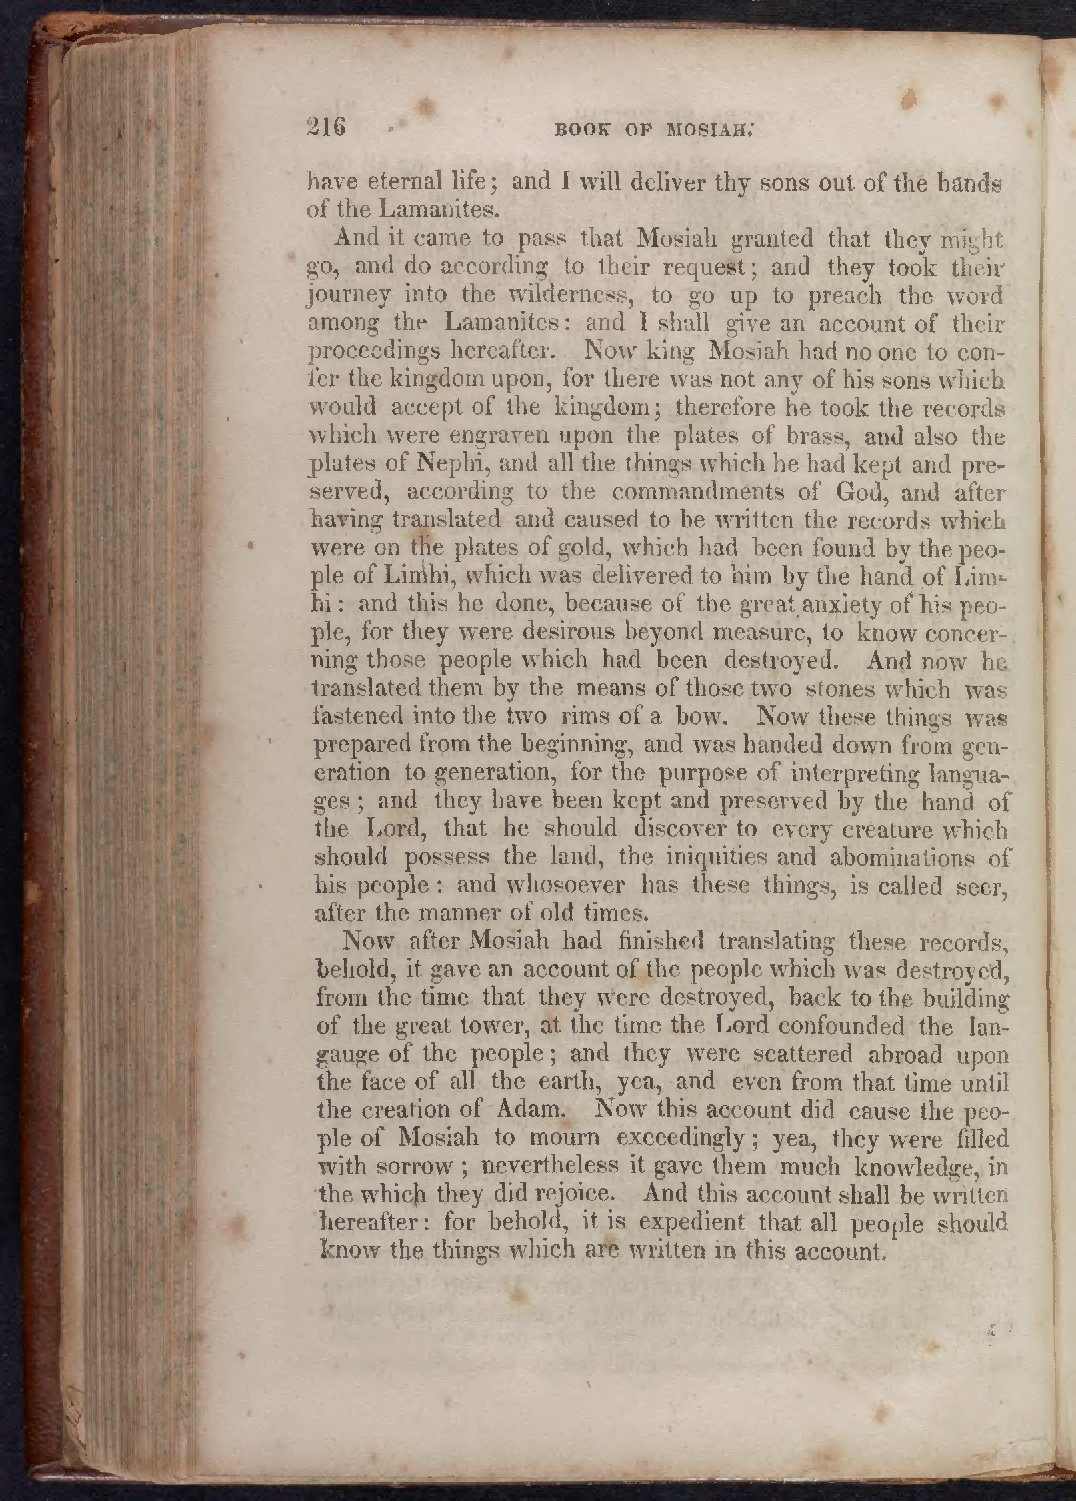 216 BOOK OF MOSIAH.
have eternal life; and I will deliver thy sons out of the hands
of the Lamanites.
And it came to pass that Mosiah granted that they might
go, and do according to their request; and they took their
journey into the wilderness, to go up to preach the word
among the Lamanites: and I shall give an account of their
proceedings hereafter. Now king Mosiah had no one to con-
fer the kingdom upon, for there was not any of his sons which
would accept of the kingdom; therefore he took the records
which were engraven upon the plates of brass, and also the
plates of Nephi, and all the things which he had kept and pre-
served, according to the commandments of God, and after
having translated and caused to be written the records which
were on the plates of gold, which had been found by the peo-
ple of Limhi, which was delivered to him by the hand of Lim-
hi: and this he done, because of the great anxiety of his peo-
ple, for they were desirous beyond measure, to know concer-
ning those people which had been destroyed. And now he
translated them by the means of those two stones which was
fastened into the two rims of a bow. Now these things was
prepared from the beginning, and was handed down from gen-
eration to generation, for the purpose of interpreting langua-
ges; and they have been kept and preserved by the hand of
the Lord, that he should discover to every creature which
should possess the land, the iniquities and abominations of
his people: and whosoever has these things, is called seer,
after the manner of old times.
Now after Mosiah had finished translating these records,
behold, it gave an account of the people which was destroyed,
from the time that they were destroyed, back to the building
of the great tower, at the time the Lord confounded the lan-
gauge of the people; and they were scattered abroad upon
the face of all the earth, yea, and even from that time until
the creation of Adam. Now this account did cause the peo-
ple of Mosiah to mourn exceedingly; yea, they were filled
with sorrow; nevertheless it gave them much knowledge, in
the which they did rejoice. And this account shall be written
hereafter: for behold, it is expedient that all people should
know the things which are written in this account.